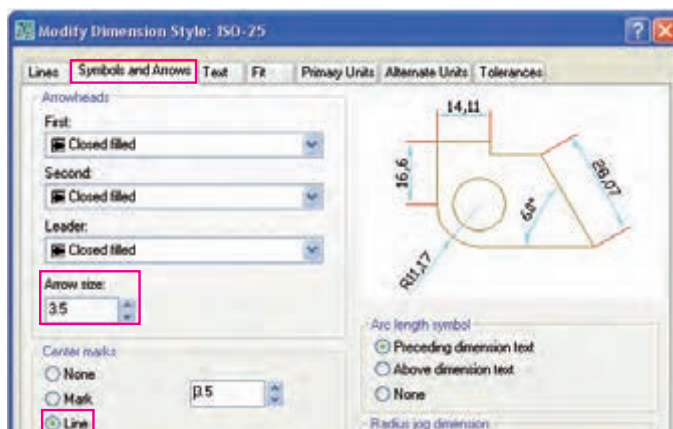 Modify Dimension Style: ISO-25
Lines Symbols and Arrows Text Fit Primary Units Alternate Units Tolerances
Arrowheads
First:
Closed filled
Second:
Closed filled
Leader:
Closed filled
Arrow size:
3.5
Center marks
None
Mark
Line
3.5
14,11
16,6
28,07
60°
R11,17
Arc length symbol
Preceding dimension text
Above dimension text
None
Radius jog dimension